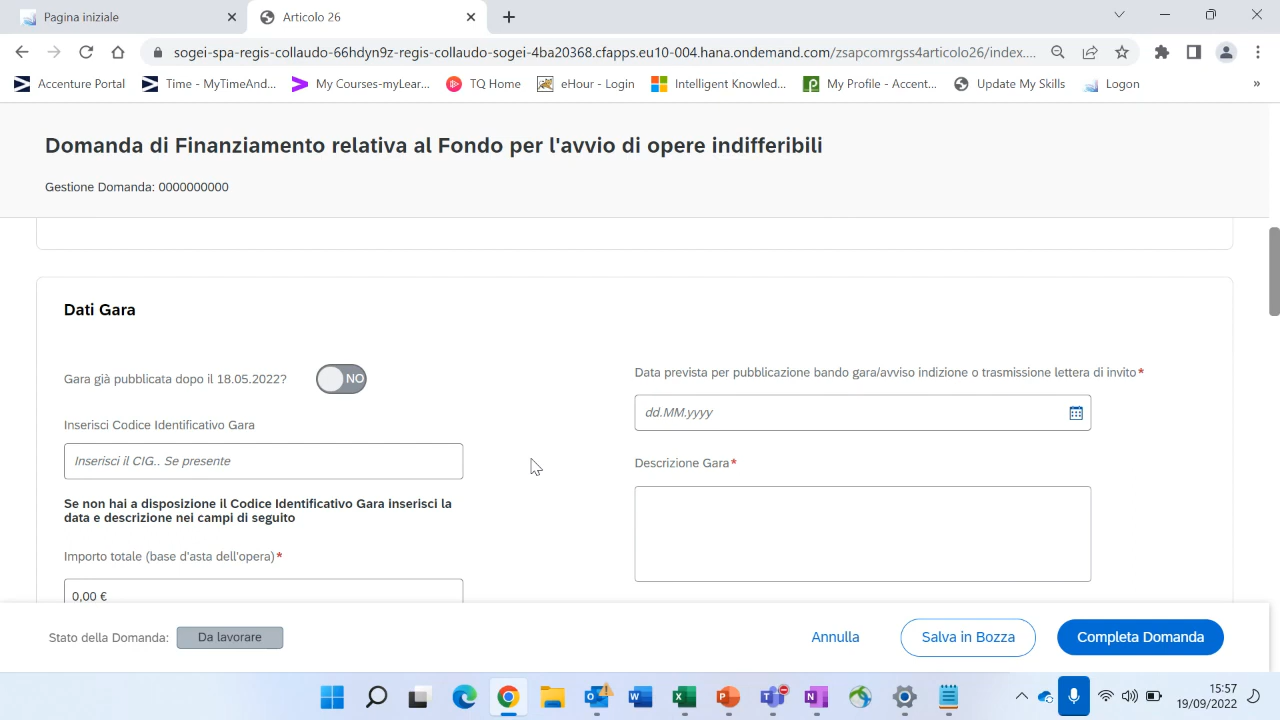 Pagina iniziale
Articolo 26
sogei-spa-regis-collaudo-66hdyn9z-regis-collaudo-sogei-4ba20368.cfapps.eu10-004.hana.ondemand.com/zsapcomrgss4articolo26/index....
Accenture Portal
Time - MyTimeAnd...
My Courses-myLear...
TQ Home
eHour - Login
Intelligent Knowled...
My Profile - Accent...
Update My Skills
Logon
»
Domanda di Finanziamento relativa al Fondo per l'avvio di opere indifferibili
Gestione Domanda: 0000000000
Dati Gara
Gara già pubblicata dopo il 18.05.2022?
NO
Inserisci Codice Identificativo Gara
Inserisci il CIG.. Se presente
Se non hai a disposizione il Codice Identificativo Gara inserisci la
data e descrizione nei campi di seguito
Importo totale (base d'asta dell'opera)*
0,00 €
Data prevista per pubblicazione bando gara/avviso indizione o trasmissione lettera di invito*
dd.MM.yyyy
Descrizione Gara*
Stato della Domanda:
Da lavorare
Annulla
Salva in Bozza
Completa Domanda
15:57
19/09/2022